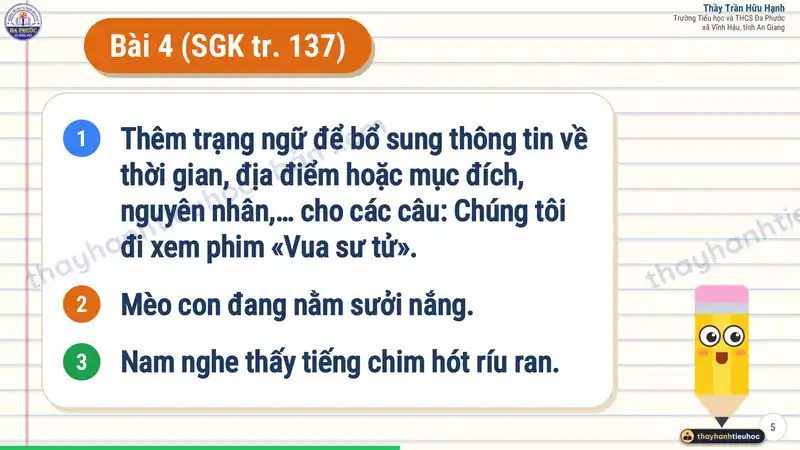 ĐA PHƯỚC
Bài 4 (SGK tr. 137)
Thầy Trần Hữu Hạnh
Trường Tiểu học và THCS Đa Phước
xã Vĩnh Hậu, tỉnh An Giang
1 Thêm trạng ngữ để bổ sung thông tin về
thời gian, địa điểm hoặc mục đích,
nguyên nhân,... cho các câu: Chúng tôi
đi xem phim «Vua sư tử».
2 Mèo con đang nằm sưởi nắng.
3 Nam nghe thấy tiếng chim hót ríu ran.
thayhanhtieuhoc
5